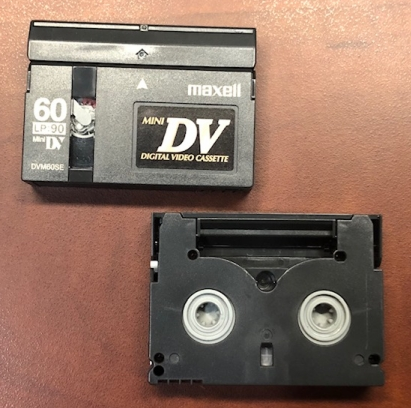 maxell
60
LP:90
Mini DV
DVM60SE
MINI
DV
DIGITAL VIDEO CASSETTE